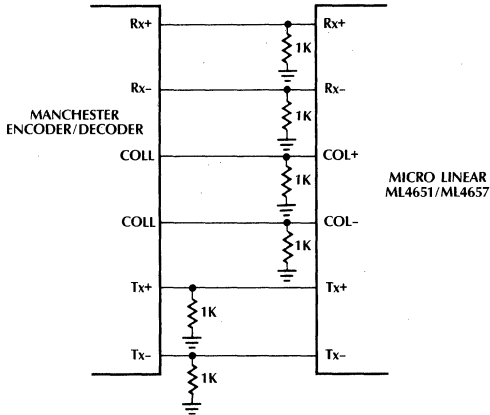 Rx+ Rx+
1K
Rx– Rx–
1K
MANCHESTER
ENCODER/DECODER
COLL COL+
1K
MICRO LINEAR
ML4651/ML4657
COLL COL–
1K
Tx+ Tx+
1K
Tx– Tx–
1K